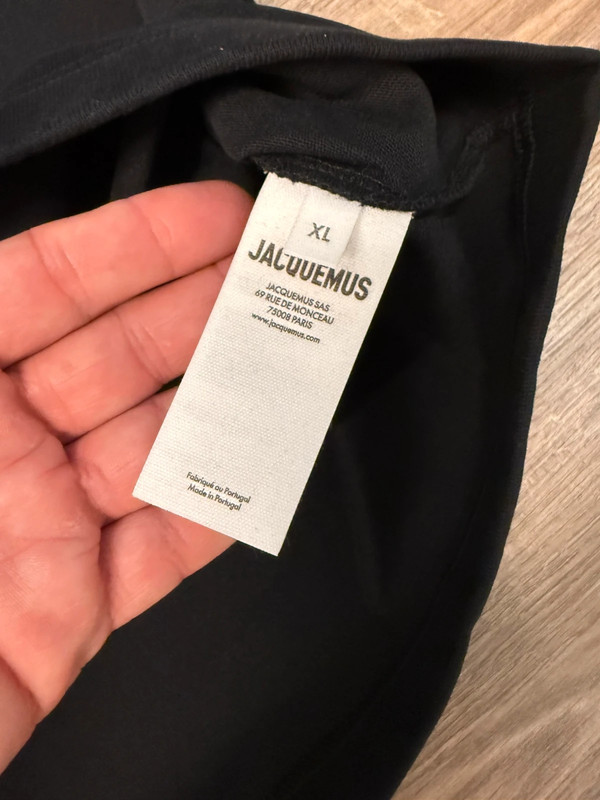 XL
JACQUEMUS
JACQUEMUS SAS
69 RUE DE MONCEAU
75008 PARIS
www.jacquemus.com
Fabriqué au Portugal
Made in Portugal